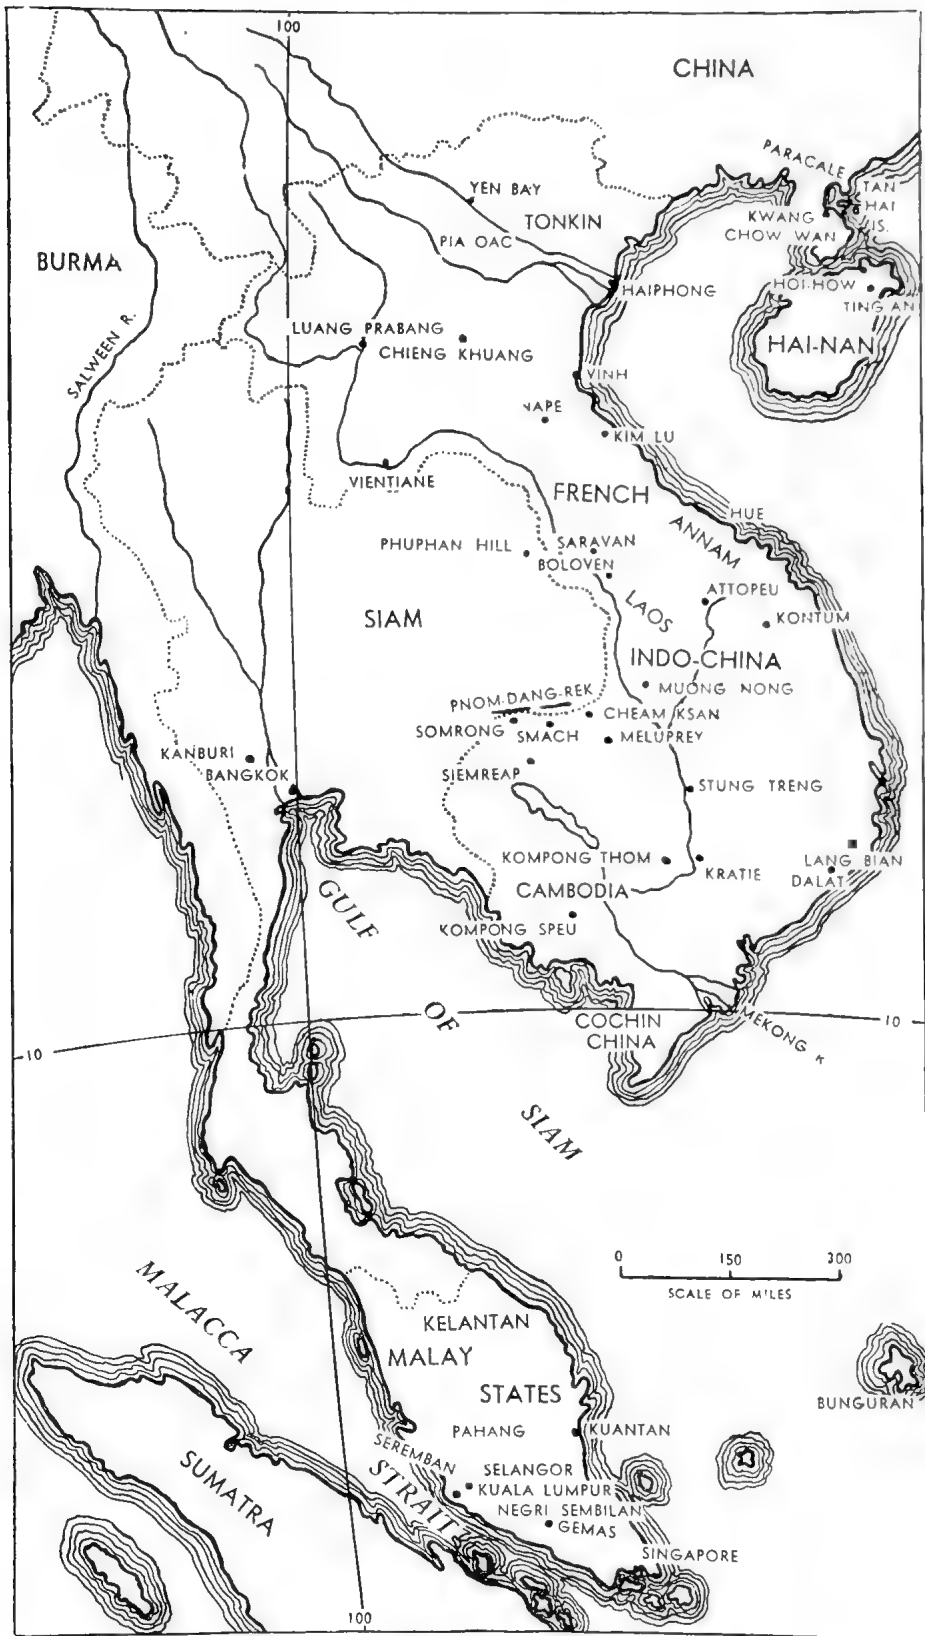 100
CHINA
PARACALE
TAN
HAI
IS.
YEN BAY
KWANG
CHOW WAN
TONKIN
PIA OAC
BURMA
HAIPHONG
HOI-HOW
TING AN
LUANG PRABANG
CHIENG KHUANG
HAI-NAN
SALWEEN R.
VINH
NAPE
KIM LU
VIENTIANE
FRENCH
HUE
ANNAM
PHUPHAN HILL
SARAVAN
BOLOVEN
ATTOPEU
LAOS
SIAM
KONTUM
INDO-CHINA
MUONG NONG
PNOM-DANG-REK
CHEAM KSAN
SOMRONG
SMACH
MELUPREY
KANBURI
BANGKOK
SIEMREAP
STUNG TRENG
KOMPONG THOM
KRATIE
LANG BIAN
DALAT
CAMBODIA
GULF
KOMPONG SPEU
OF
COCHIN
CHINA
MEKONG
10
10
SIAM
0 150 300
SCALE OF MILES
MALACCA
KELANTAN
MALAY
STATES
BUNGURAN
PAHANG
KUANTAN
SEREMBAN
SELANGOR
KUALA LUMPUR
STRAIT
NEGRI SEMBILAN
GEMAS
SUMATRA
SINGAPORE
100